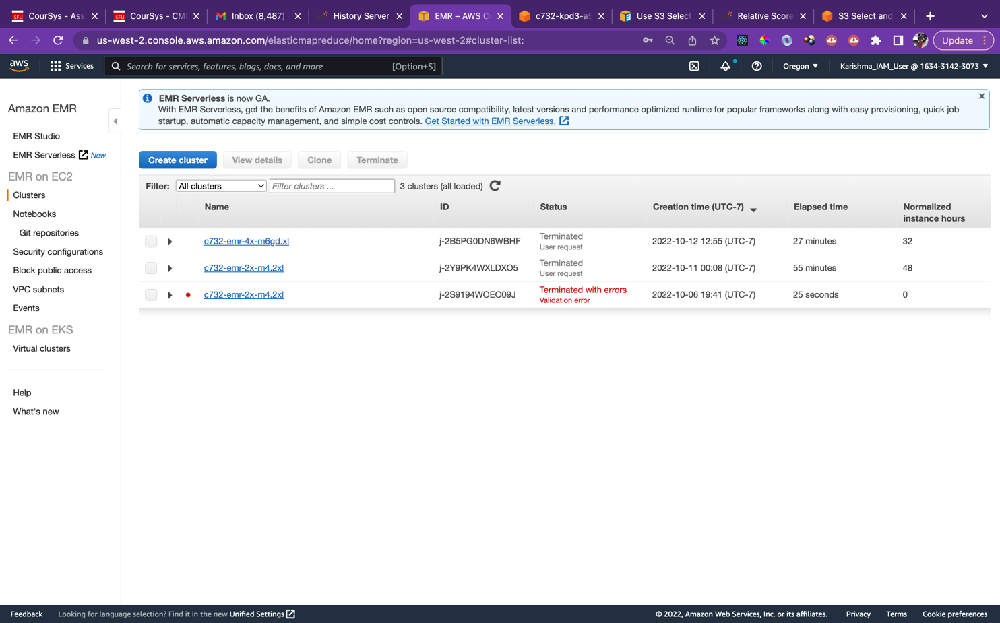 CourSys - Ass
CourSys - CM
Inbox (8,487)
History Server
EMR – AWS C
c732-kpd3-a5
Use S3 Select
Relative Score
S3 Select and
us-west-2.console.aws.amazon.com/elasticmapreduce/home?region=us-west-2#cluster-list:
Update
aws
Services
Search for services, features, blogs, docs, and more
[Option+S]
Oregon
Karishma_IAM_User @ 1634-3142-3073
Amazon EMR
EMR Studio
EMR Serverless New
EMR on EC2
Clusters
Notebooks
Git repositories
Security configurations
Block public access
VPC subnets
Events
EMR on EKS
Virtual clusters
Help
What's new
EMR Serverless is now GA.
With EMR Serverless, get the benefits of Amazon EMR such as open source compatibility, latest versions and performance optimized runtime for popular frameworks along with easy provisioning, quick job
startup, automatic capacity management, and simple cost controls. Get Started with EMR Serverless.
Create cluster
View details
Clone
Terminate
Filter: All clusters Filter clusters ... 3 clusters (all loaded)
Name ID Status Creation time (UTC-7) Elapsed time Normalized
instance hours
c732-emr-4x-m6gd.xl j-2B5PG0DN6WBHF Terminated 2022-10-12 12:55 (UTC-7) 27 minutes 32
User request
c732-emr-2x-m4.2xl j-2Y9PK4WXLDXO5 Terminated 2022-10-11 00:08 (UTC-7) 55 minutes 48
User request
c732-emr-2x-m4.2xl j-2S9194WOEO09J Terminated with errors 2022-10-06 19:41 (UTC-7) 25 seconds 0
Validation error
Feedback
Looking for language selection? Find it in the new Unified Settings
© 2022, Amazon Web Services, Inc. or its affiliates.
Privacy
Terms
Cookie preferences